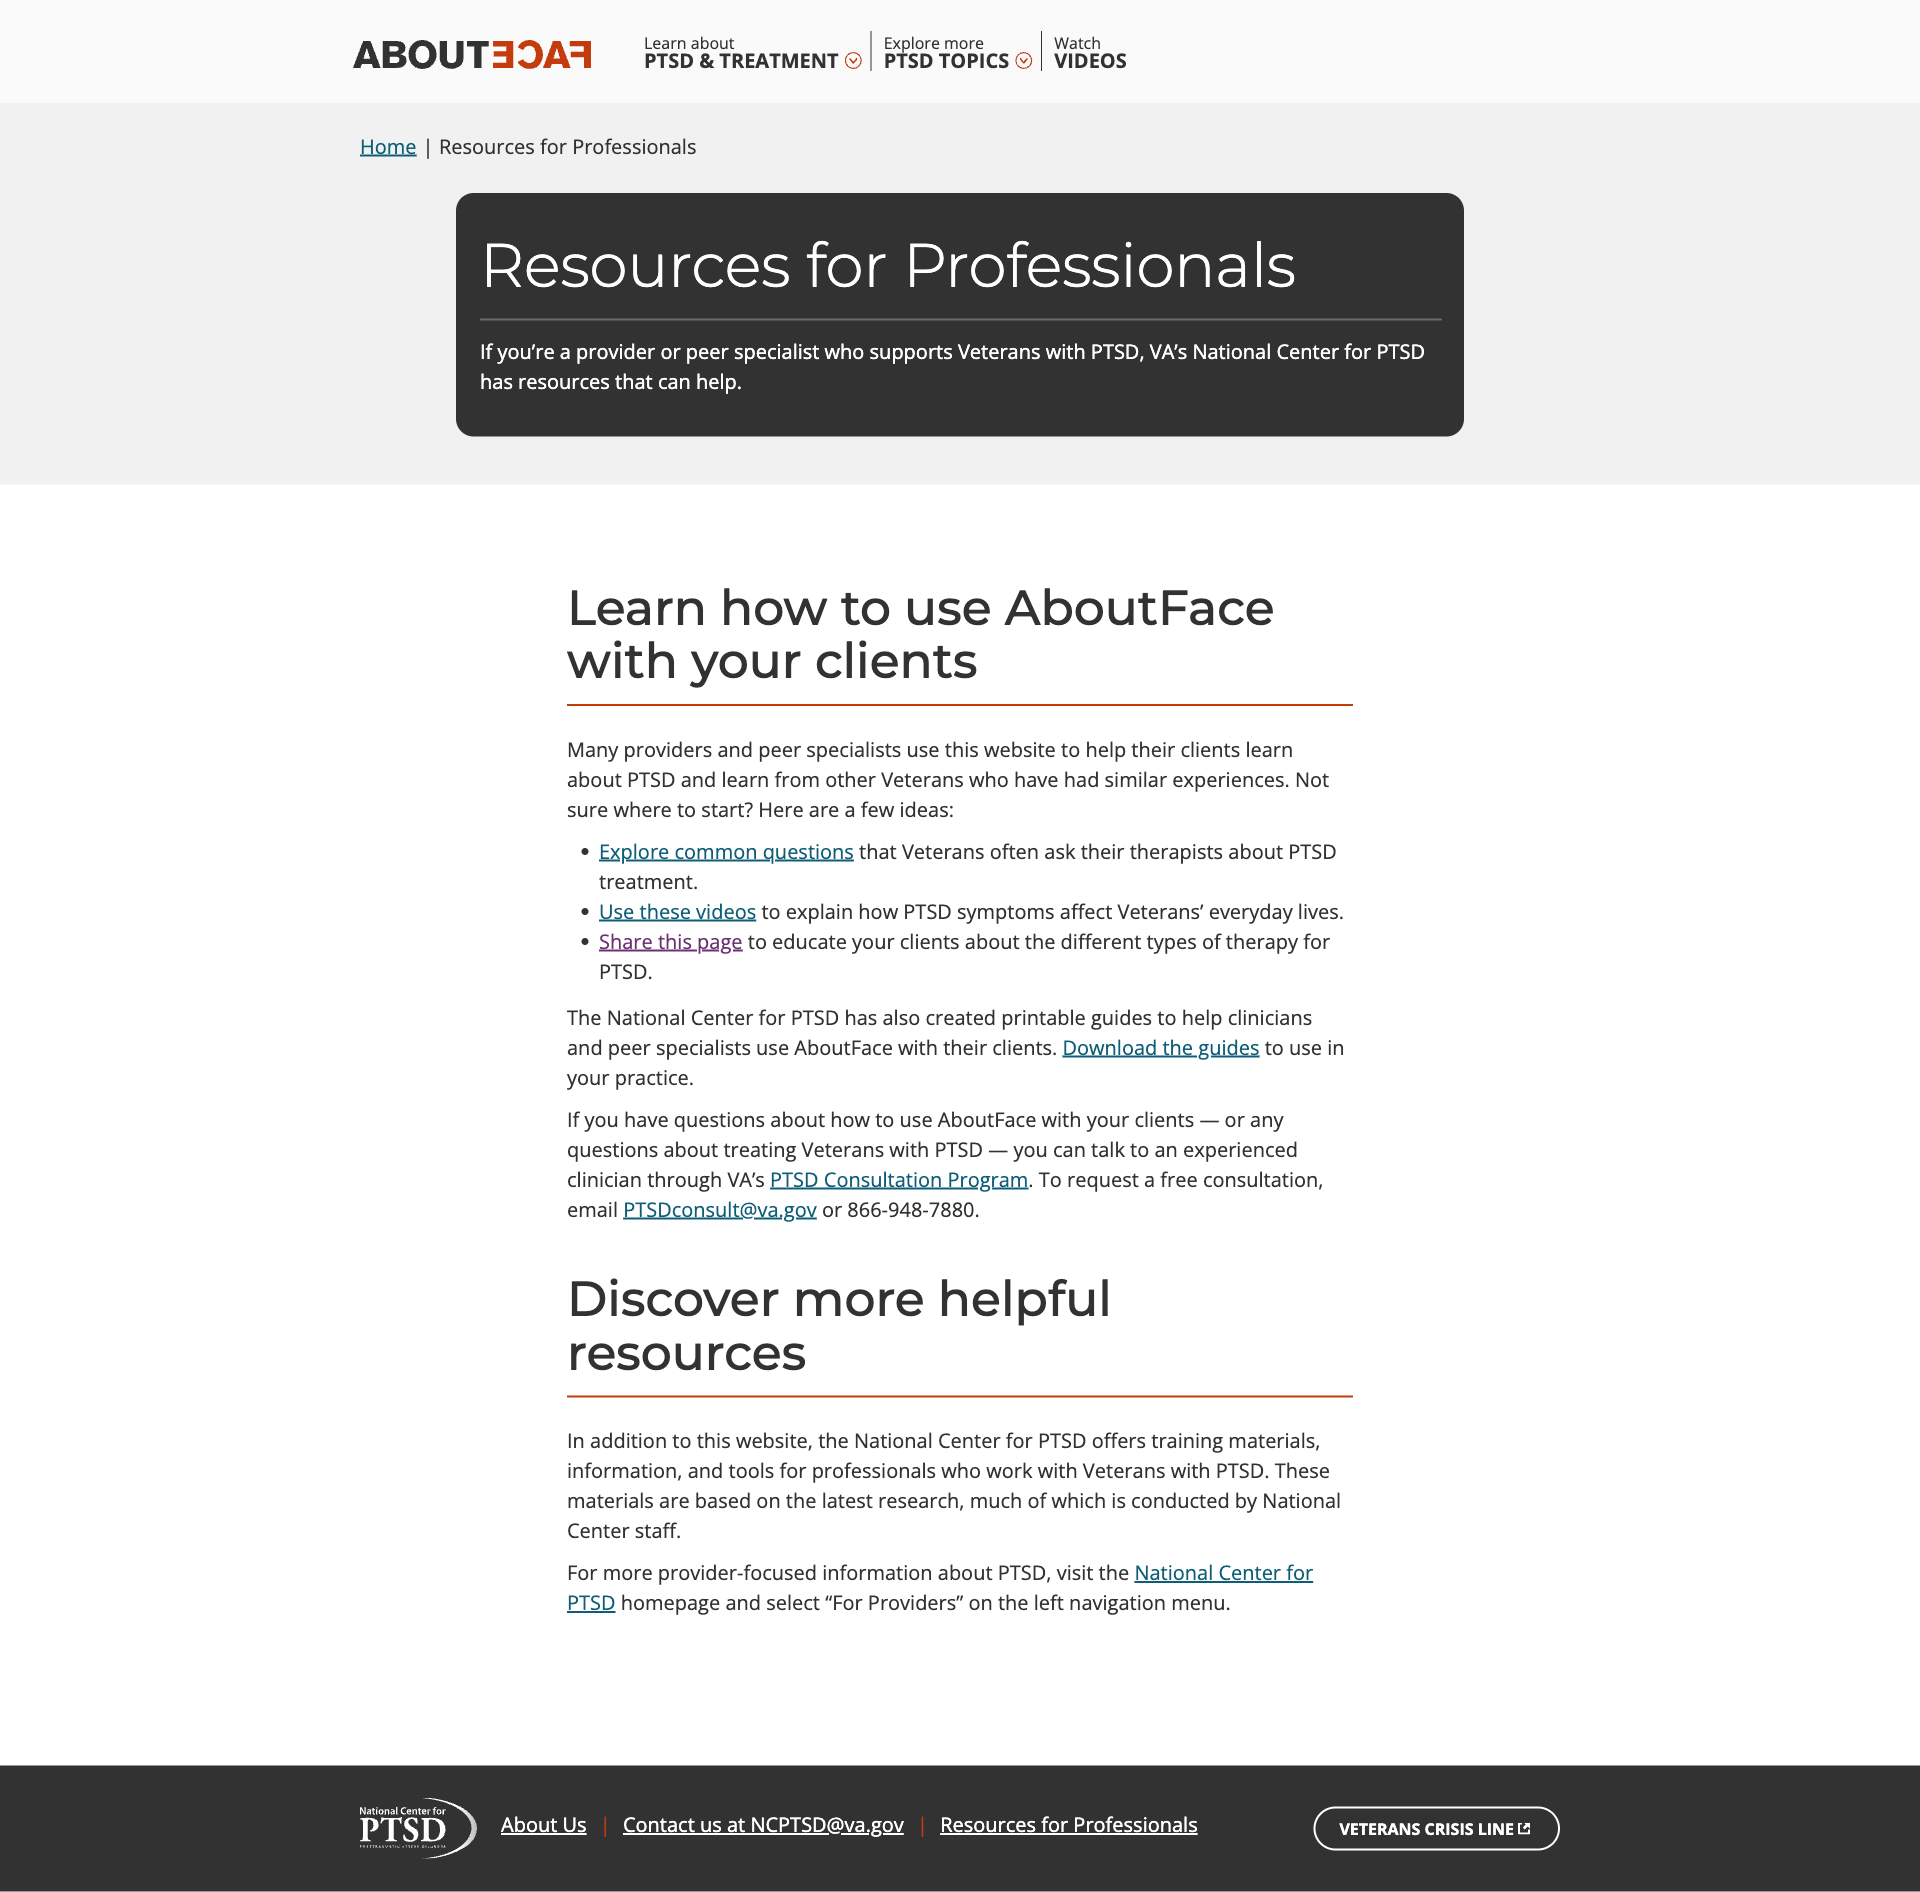 ABOUTFACE
Learn about
PTSD & TREATMENT
Explore more
PTSD TOPICS
Watch
VIDEOS
Home | Resources for Professionals
Resources for Professionals
If you’re a provider or peer specialist who supports Veterans with PTSD, VA’s National Center for PTSD
has resources that can help.
Learn how to use AboutFace
with your clients
Many providers and peer specialists use this website to help their clients learn
about PTSD and learn from other Veterans who have had similar experiences. Not
sure where to start? Here are a few ideas:
• Explore common questions that Veterans often ask their therapists about PTSD
treatment.
• Use these videos to explain how PTSD symptoms affect Veterans’ everyday lives.
• Share this page to educate your clients about the different types of therapy for
PTSD.
The National Center for PTSD has also created printable guides to help clinicians
and peer specialists use AboutFace with their clients. Download the guides to use in
your practice.
If you have questions about how to use AboutFace with your clients — or any
questions about treating Veterans with PTSD — you can talk to an experienced
clinician through VA’s PTSD Consultation Program. To request a free consultation,
email PTSDconsult@va.gov or 866-948-7880.
Discover more helpful
resources
In addition to this website, the National Center for PTSD offers training materials,
information, and tools for professionals who work with Veterans with PTSD. These
materials are based on the latest research, much of which is conducted by National
Center staff.
For more provider-focused information about PTSD, visit the National Center for
PTSD homepage and select “For Providers” on the left navigation menu.
National Center for
PTSD
About Us | Contact us at NCPTSD@va.gov | Resources for Professionals
VETERANS CRISIS LINE